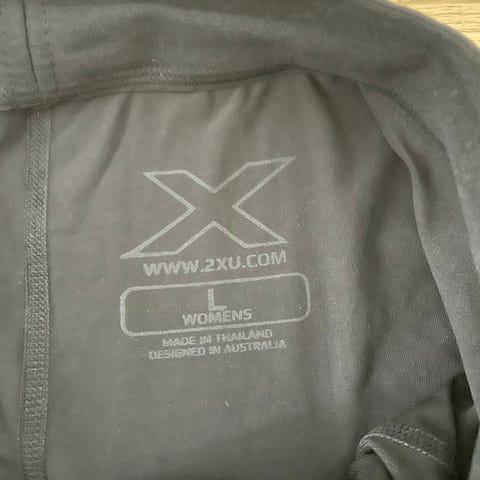 X
WWW.2XU.COM
L
WOMENS
MADE IN THAILAND
DESIGNED IN AUSTRALIA